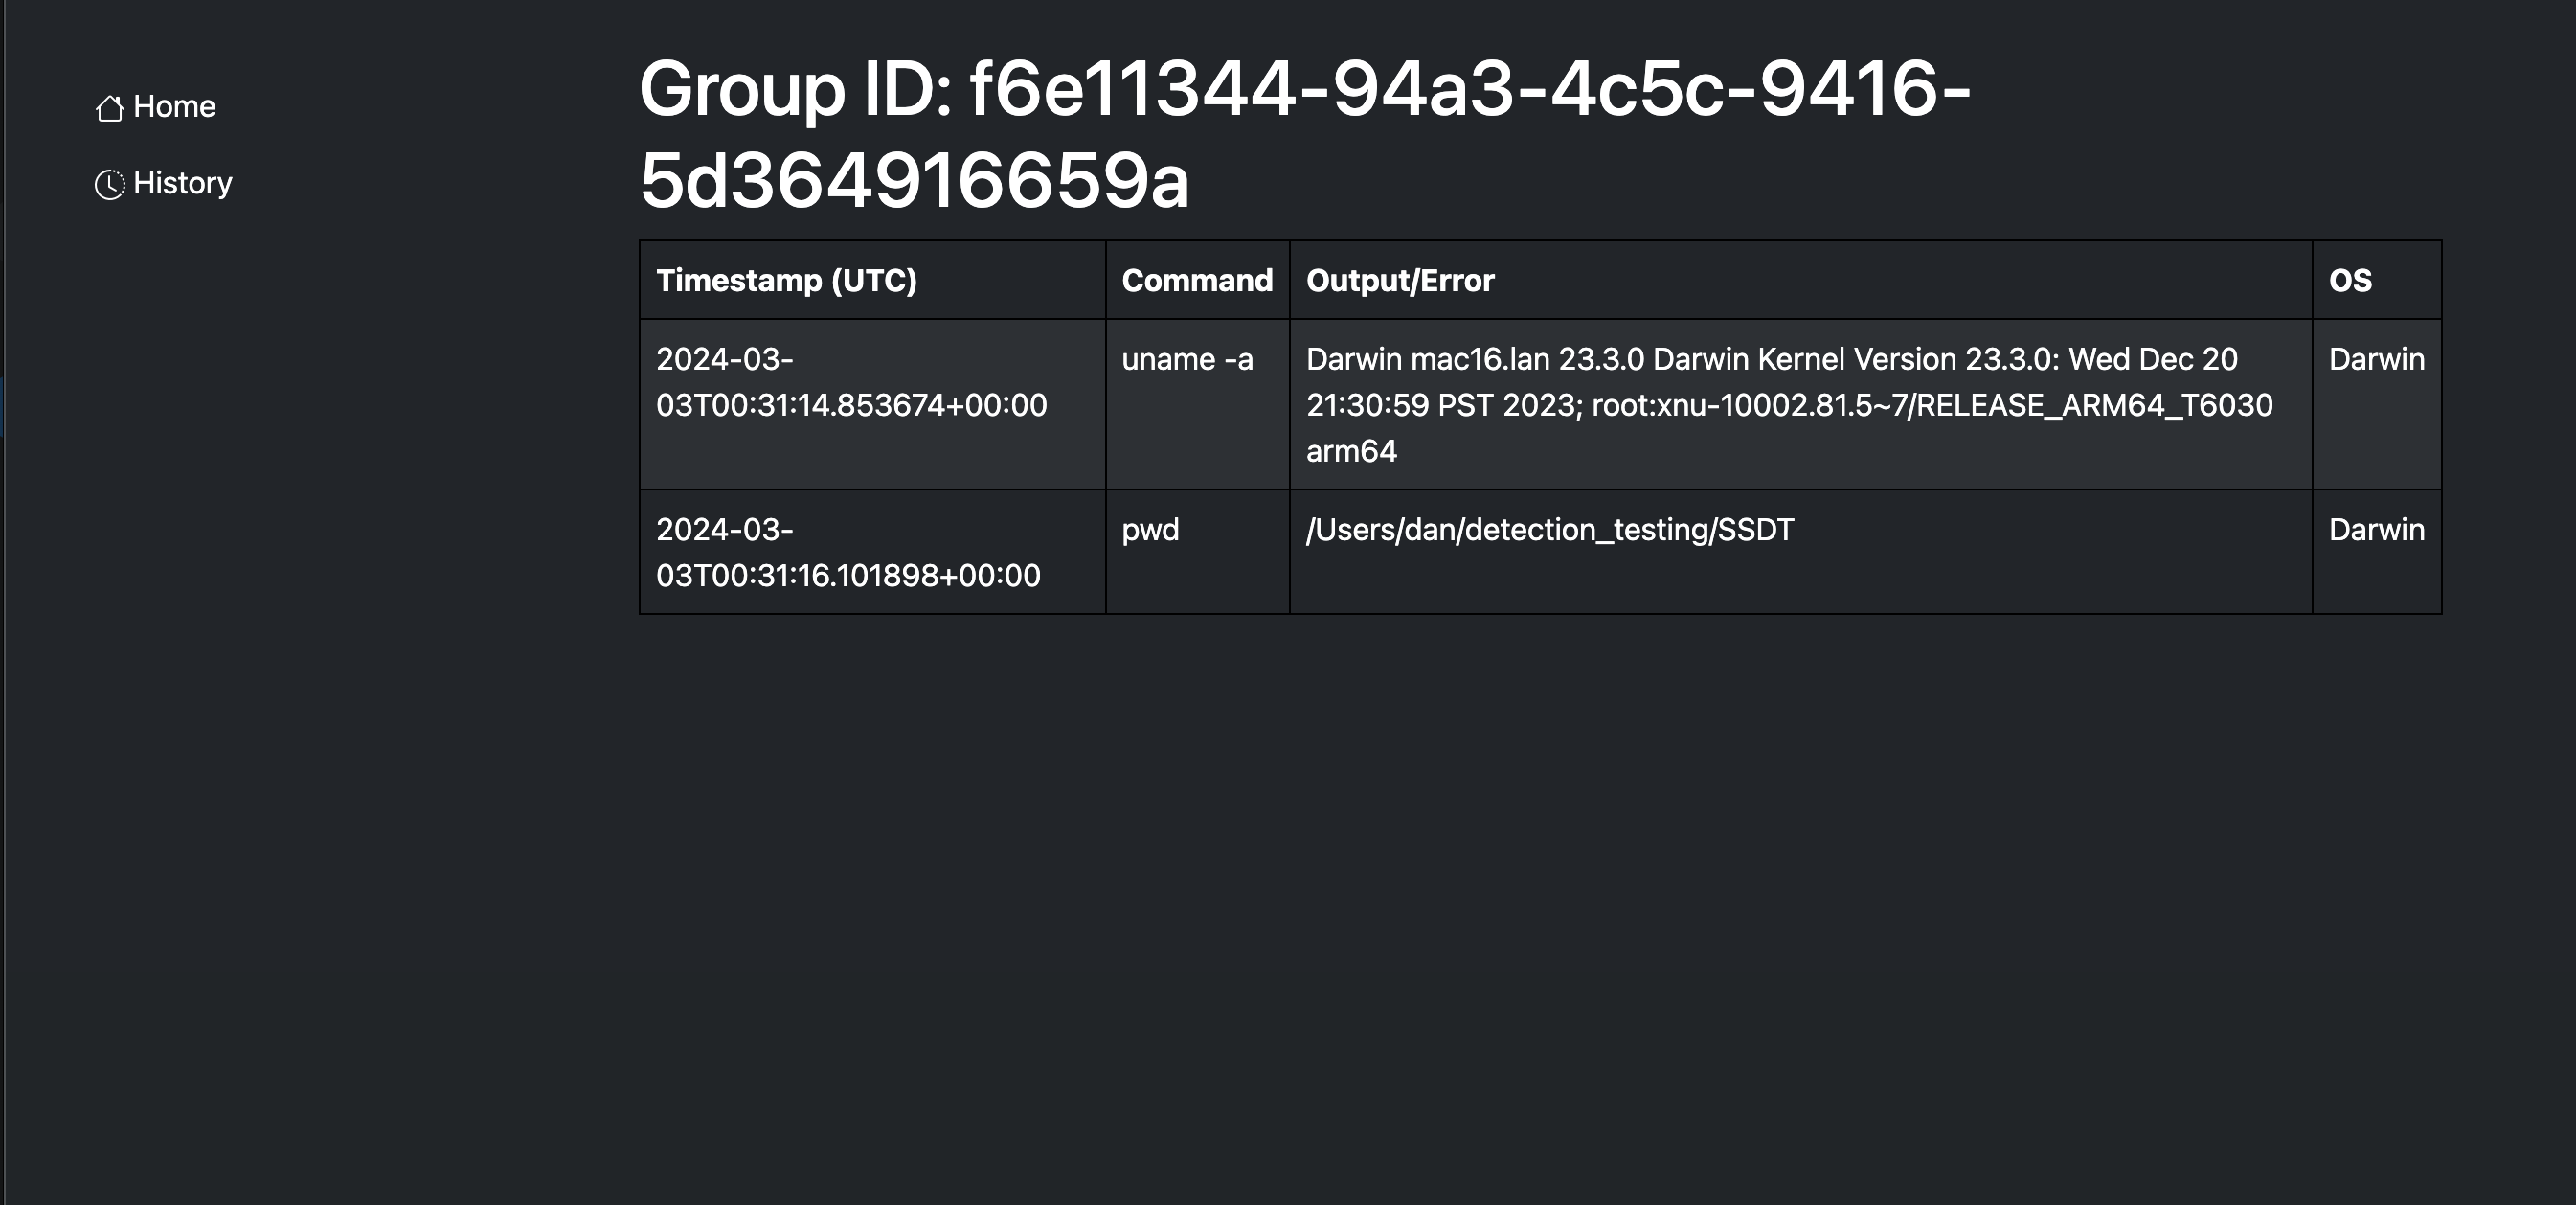 Home
History
Group ID: f6e11344-94a3-4c5c-9416-
5d364916659a
Timestamp (UTC) Command Output/Error OS
2024-03-
03T00:31:14.853674+00:00
uname -a
Darwin mac16.lan 23.3.0 Darwin Kernel Version 23.3.0: Wed Dec 20
21:30:59 PST 2023; root:xnu-10002.81.5~7/RELEASE_ARM64_T6030
arm64
Darwin
2024-03-
03T00:31:16.101898+00:00
pwd
/Users/dan/detection_testing/SSDT
Darwin